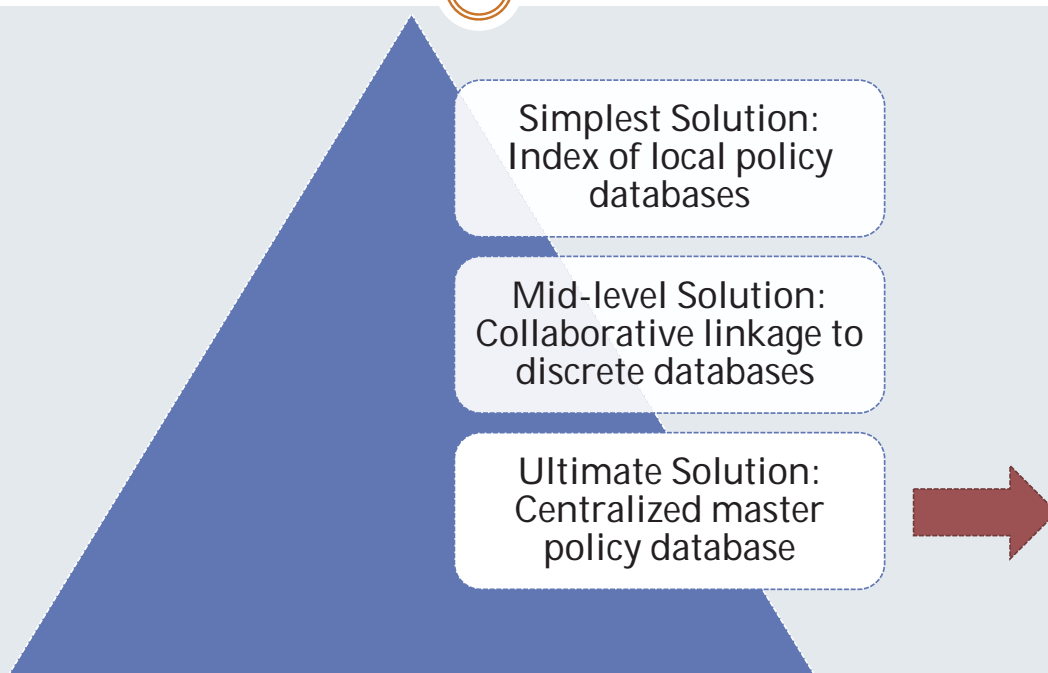 Simplest Solution:
Index of local policy
databases
Mid-level Solution:
Collaborative linkage to
discrete databases
Ultimate Solution:
Centralized master
policy database